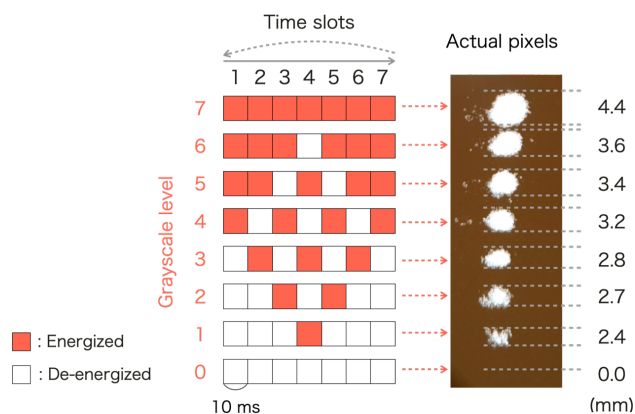 Time slots
Actual pixels
1 2 3 4 5 6 7
7 4.4
6 3.6
5 3.4
4 3.2
3 2.8
2 2.7
1 2.4
0 0.0
Grayscale level
: Energized
: De-energized
10 ms
(mm)